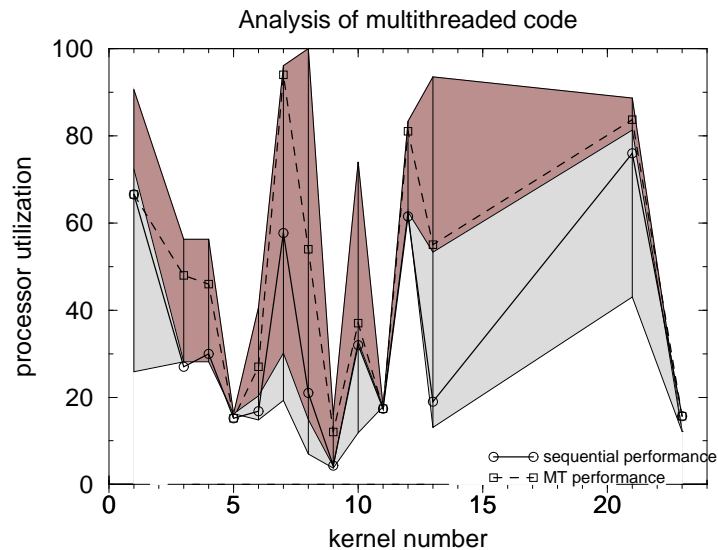 Analysis of multithreaded code
100
80
60
40
20
0
processor utilization
0 5 10 15 20
kernel number
sequential performance
MT performance